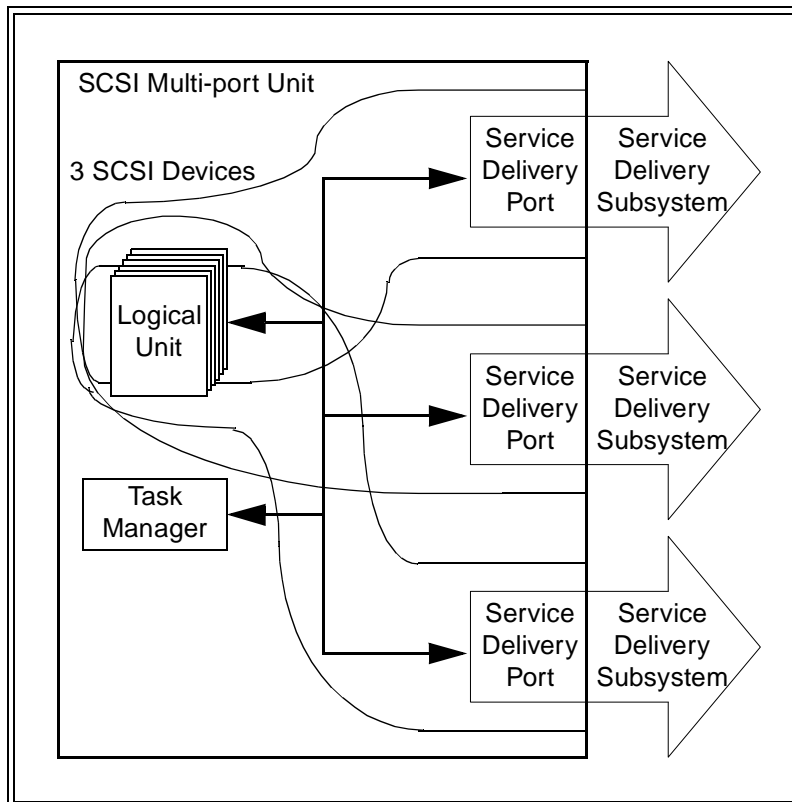 SCSI Multi-port Unit
3 SCSI Devices
Service
Delivery
Port
Service
Delivery
Subsystem
Logical
Unit
Service
Delivery
Port
Service
Delivery
Subsystem
Task
Manager
Service
Delivery
Port
Service
Delivery
Subsystem